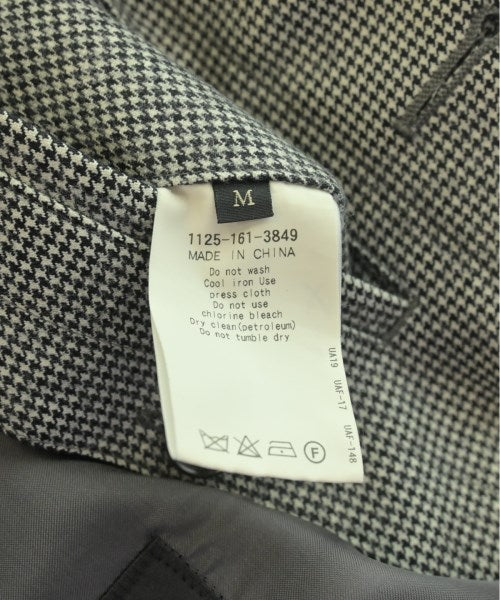 M
1125-161-3849
MADE IN CHINA
Do not wash
Cool iron Use
press cloth
Do not use
chlorine bleach
Dry clean(petroleum)
Do not tumble dry
UA19 UAF-17 UAF-148
F